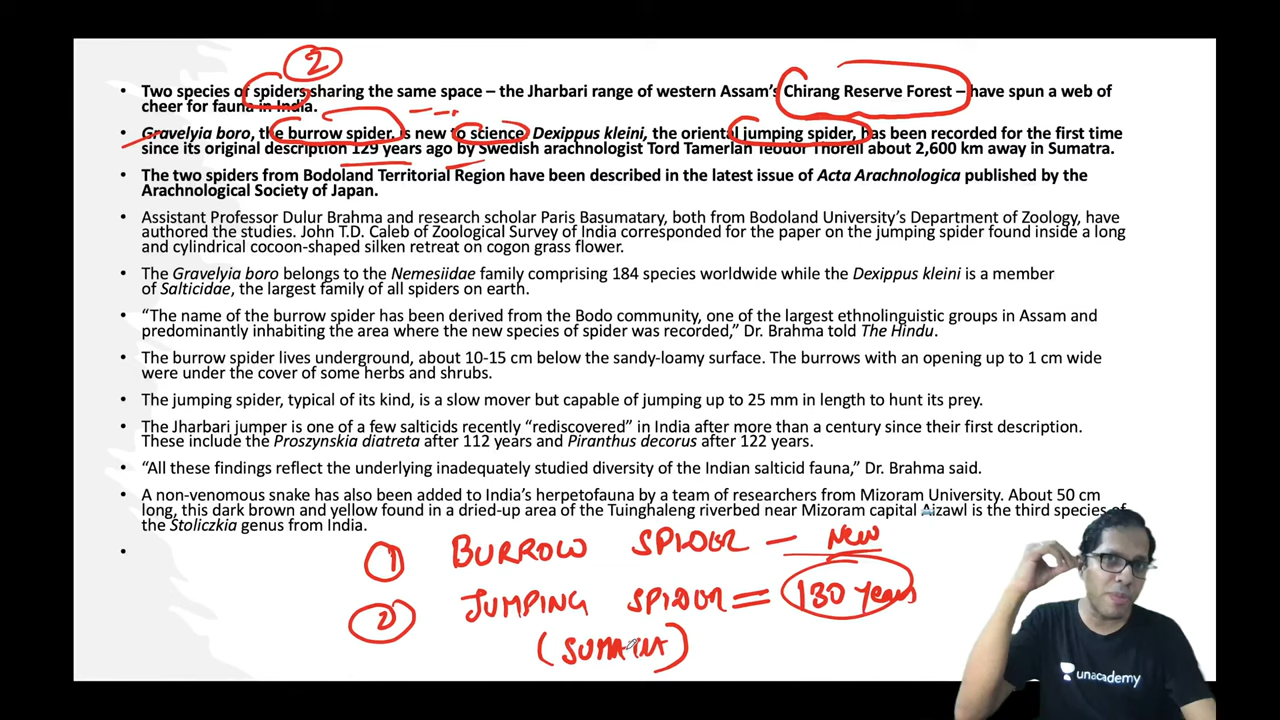 2
• Two species of spiders sharing the same space – the Jharbari range of western Assam's Chirang Reserve Forest – have spun a web of
cheer for fauna in India.
• Gravelyia boro, the burrow spider, is new to science. Dexippus kleini, the oriental jumping spider, has been recorded for the first time
since its original description 129 years ago by Swedish arachnologist Tord Tamerlan Teodor Thorell about 2,600 km away in Sumatra.
• The two spiders from Bodoland Territorial Region have been described in the latest issue of Acta Arachnologica published by the
Arachnological Society of Japan.
• Assistant Professor Dulur Brahma and research scholar Paris Basumatary, both from Bodoland University's Department of Zoology, have
authored the studies. John T.D. Caleb of Zoological Survey of India corresponded for the paper on the jumping spider found inside a long
and cylindrical cocoon-shaped silken retreat on cogon grass flower.
• The Gravelyia boro belongs to the Nemesiidae family comprising 184 species worldwide while the Dexippus kleini is a member
of Salticidae, the largest family of all spiders on earth.
• “The name of the burrow spider has been derived from the Bodo community, one of the largest ethnolinguistic groups in Assam and
predominantly inhabiting the area where the new species of spider was recorded,” Dr. Brahma told The Hindu.
• The burrow spider lives underground, about 10-15 cm below the sandy-loamy surface. The burrows with an opening up to 1 cm wide
were under the cover of some herbs and shrubs.
• The jumping spider, typical of its kind, is a slow mover but capable of jumping up to 25 mm in length to hunt its prey.
• The Jharbari jumper is one of a few salticids recently “rediscovered” in India after more than a century since their first description.
These include the Proszynskia diatreta after 112 years and Piranthus decorus after 122 years.
• “All these findings reflect the underlying inadequately studied diversity of the Indian salticid fauna,” Dr. Brahma said.
• A non-venomous snake has also been added to India's herpetofauna by a team of researchers from Mizoram University. About 50 cm
long, this dark brown and yellow found in a dried-up area of the Tuinghaleng riverbed near Mizoram capital Aizawl is the third species of
the Stoliczkia genus from India.
•
1 BURROW SPIDER – New
2 JUMPING SPIDER = 130 years
(SUMATRA)
unacademy